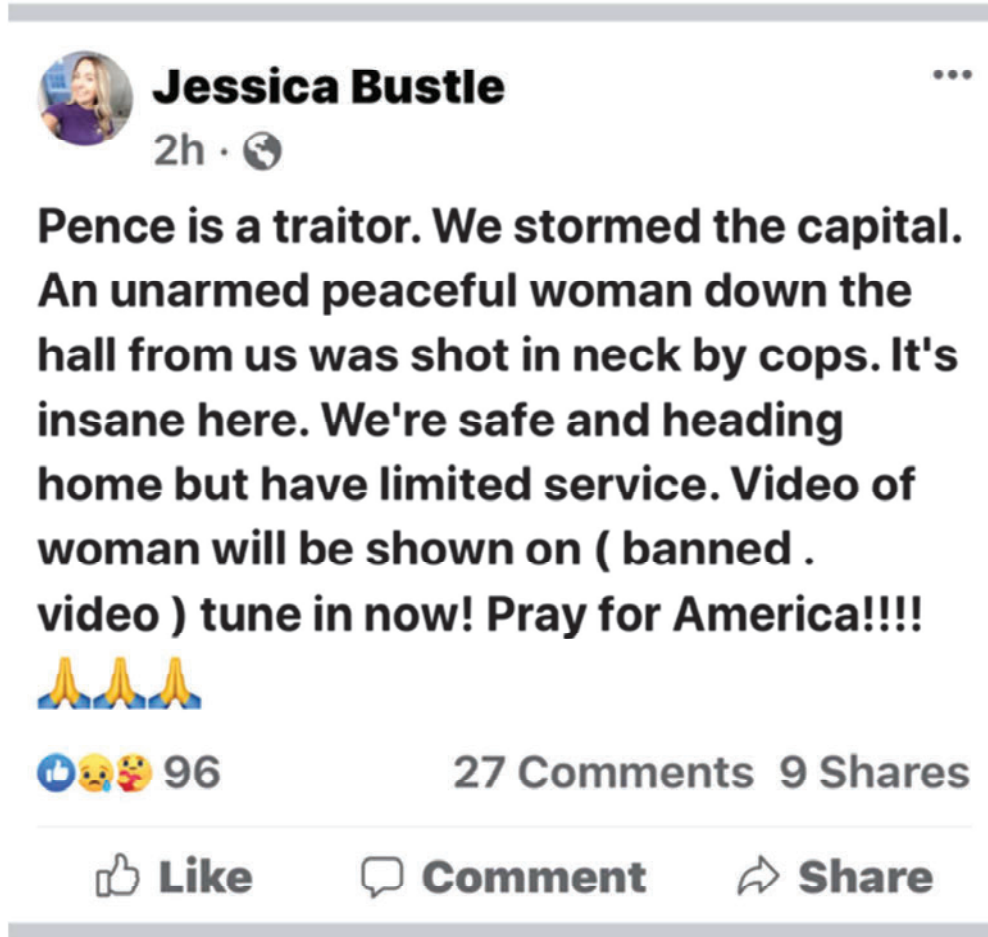 Jessica Bustle
2h ·
Pence is a traitor. We stormed the capital.
An unarmed peaceful woman down the
hall from us was shot in neck by cops. It's
insane here. We're safe and heading
home but have limited service. Video of
woman will be shown on ( banned .
video ) tune in now! Pray for America!!!!
🙏🙏🙏
96 27 Comments 9 Shares
Like Comment Share